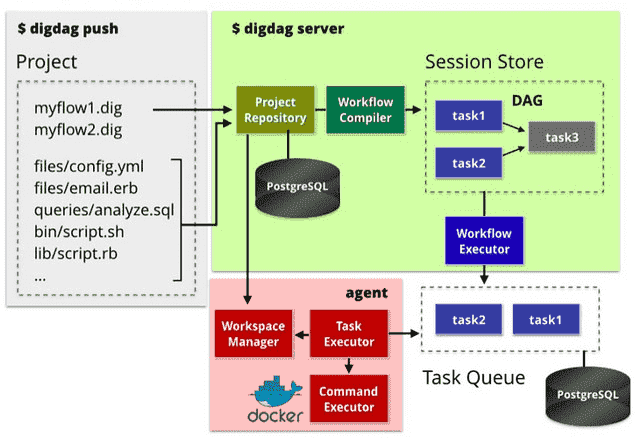 $ digdag push
$ digdag server
Project
Session Store
myflow1.dig
myflow2.dig
files/config.yml
files/email.erb
queries/analyze.sql
bin/script.sh
lib/script.rb
...
Project
Repository
Workflow
Compiler
DAG
task1
task2
task3
PostgreSQL
Workflow
Executor
agent
Workspace
Manager
Task
Executor
Command
Executor
docker
task2
task1
Task Queue
PostgreSQL